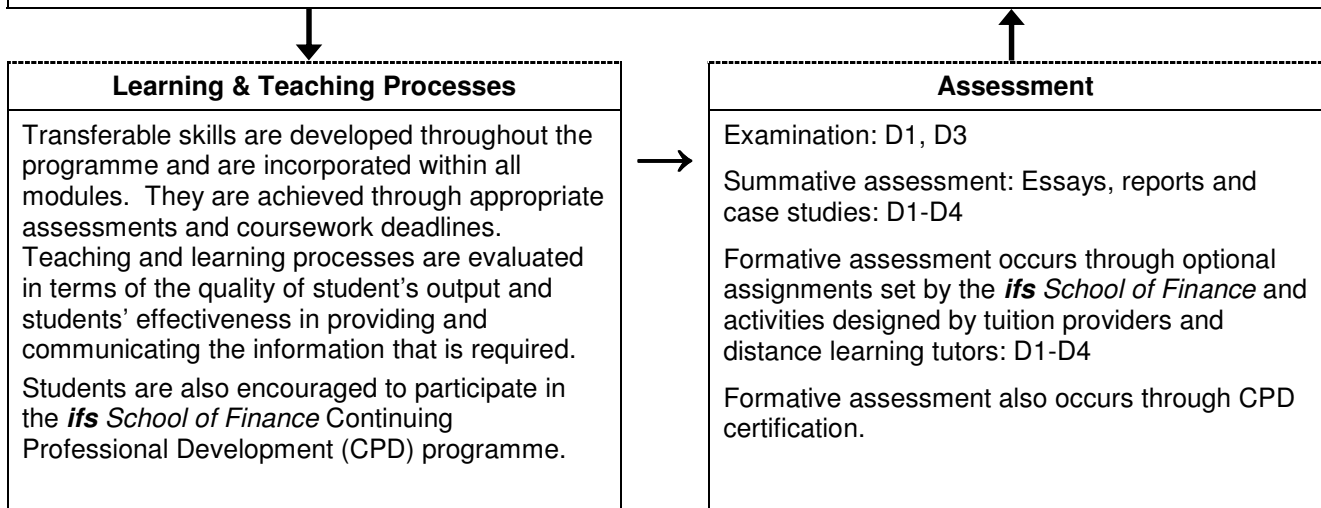 Learning & Teaching Processes
Transferable skills are developed throughout the
programme and are incorporated within all
modules.  They are achieved through appropriate
assessments and coursework deadlines.
Teaching and learning processes are evaluated
in terms of the quality of student's output and
students' effectiveness in providing and
communicating the information that is required.
Students are also encouraged to participate in
the ifs School of Finance Continuing
Professional Development (CPD) programme.
Assessment
Examination: D1, D3
Summative assessment: Essays, reports and
case studies: D1-D4
Formative assessment occurs through optional
assignments set by the ifs School of Finance and
activities designed by tuition providers and
distance learning tutors: D1-D4
Formative assessment also occurs through CPD
certification.